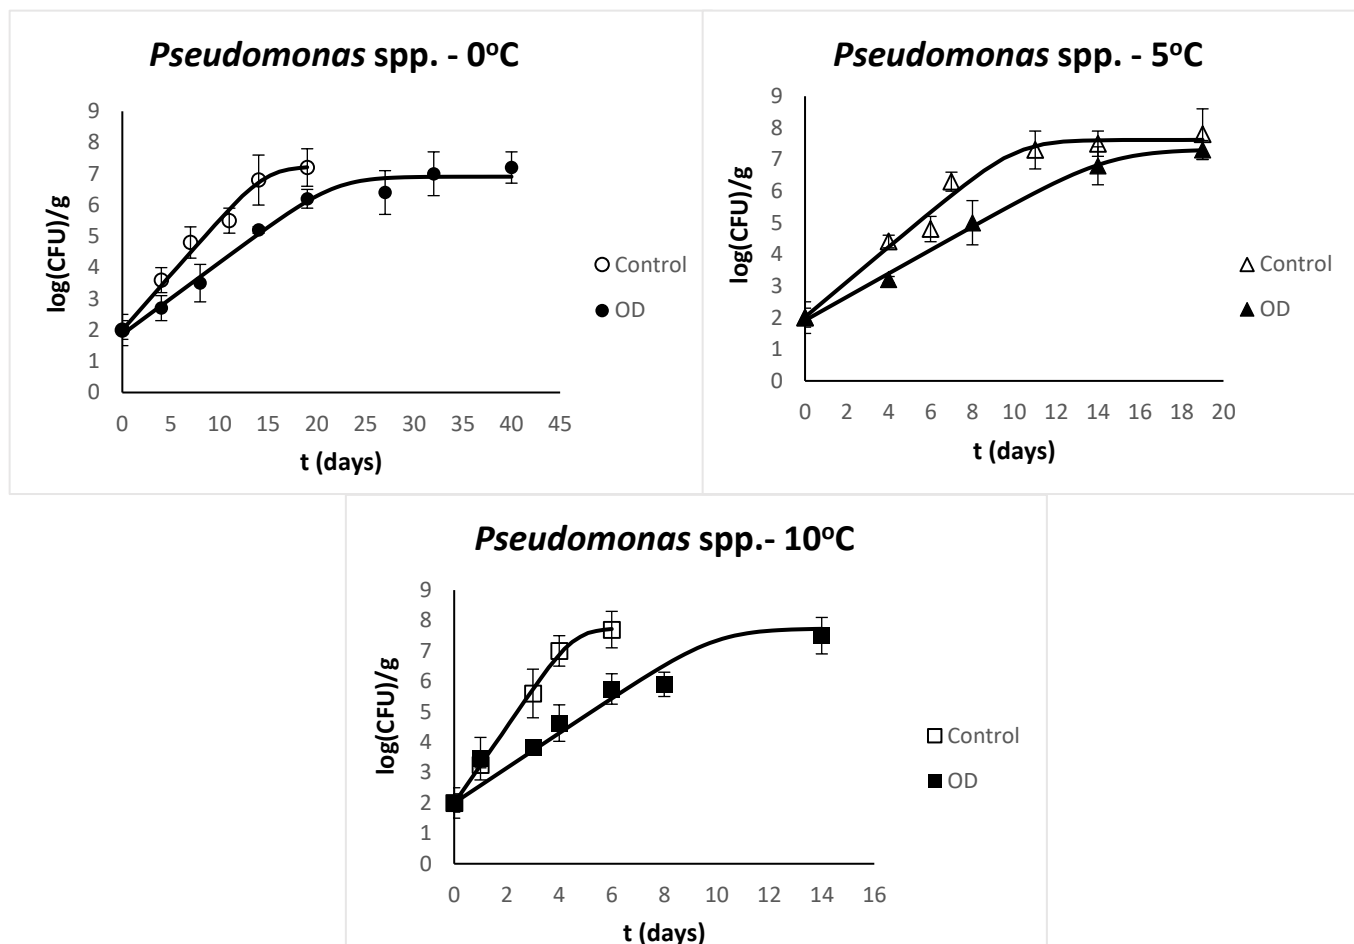 Pseudomonas spp. - 0°C
9
8
7
6
5
4
3
2
1
0
log(CFU)/g
0 5 10 15 20 25 30 35 40 45
t (days)
Control
OD
Pseudomonas spp. - 5°C
9
8
7
6
5
4
3
2
1
0
log(CFU)/g
0 2 4 6 8 10 12 14 16 18 20
t (days)
Control
OD
Pseudomonas spp.- 10°C
9
8
7
6
5
4
3
2
1
0
log(CFU)/g
0 2 4 6 8 10 12 14 16
t (days)
Control
OD